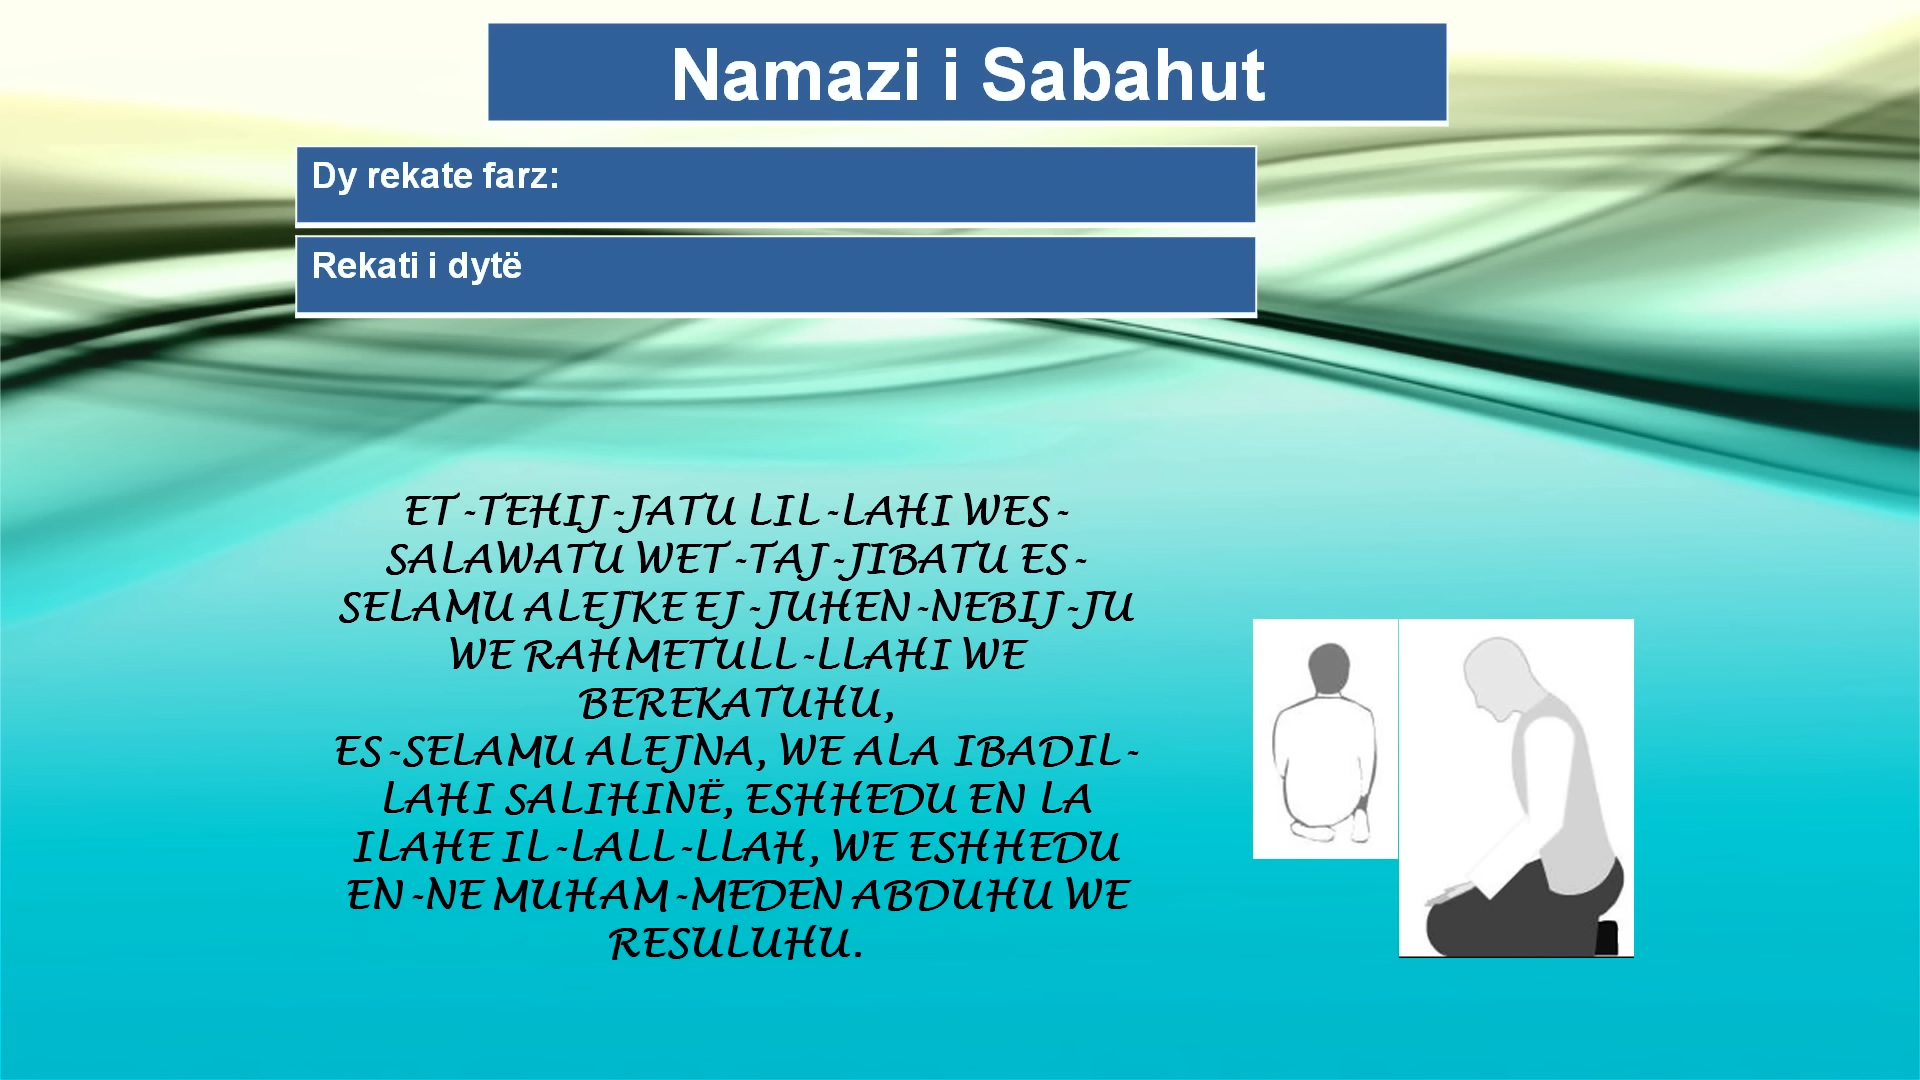 Namazi i Sabahut
Dy rekate farz:
Rekati i dytë
ET-TEHIJ-JATU LIL-LAHI WES-
SALAWATU WET-TAJ-JIBATU ES-
SELAMU ALEJKE EJ-JUHEN-NEBIJ-JU
WE RAHMETULL-LLAHI WE
BEREKATUHU,
ES-SELAMU ALEJNA, WE ALA IBADIL-
LAHI SALIHINË, ESHHEDU EN LA
ILAHE IL-LALL-LLAH, WE ESHHEDU
EN-NE MUHAM-MEDEN ABDUHU WE
RESULUHU.